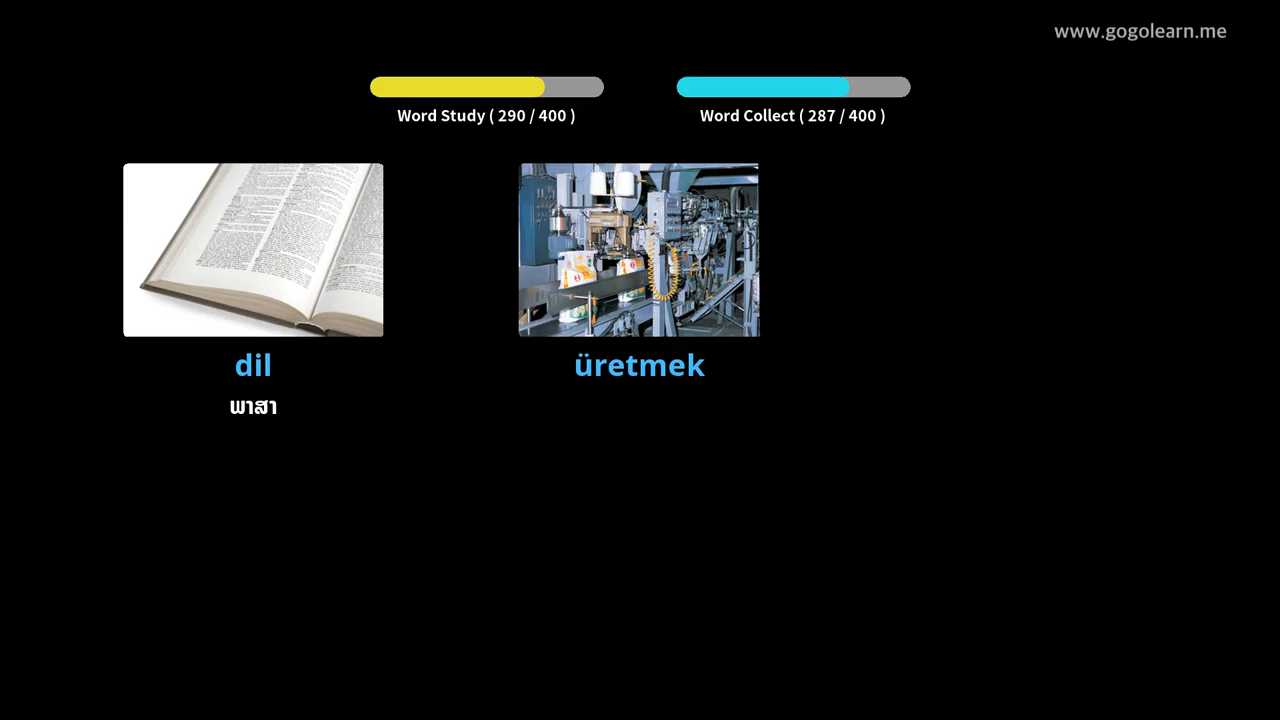 www.gogolearn.me
Word Study ( 290 / 400 )
Word Collect ( 287 / 400 )
dil
üretmek
ພາສາ